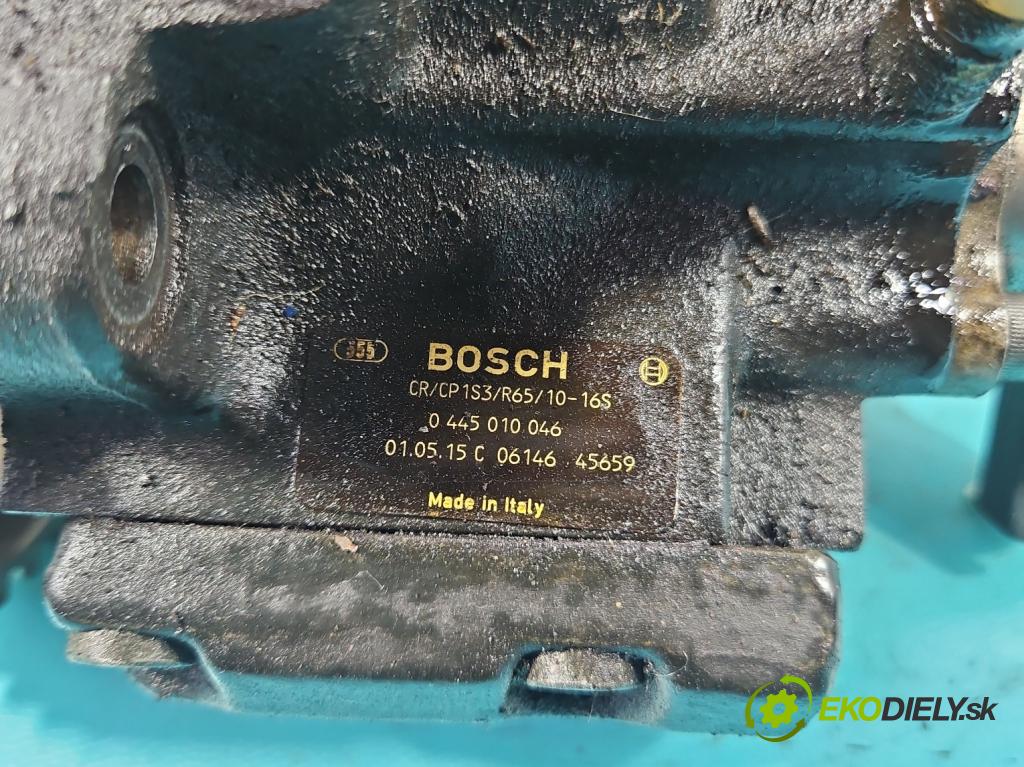 355 BOSCH
CR/CP1S3/R65/10-16S
0 445 010 046
01.05.15 C 06146 45659
Made in Italy
EKODIELY.sk